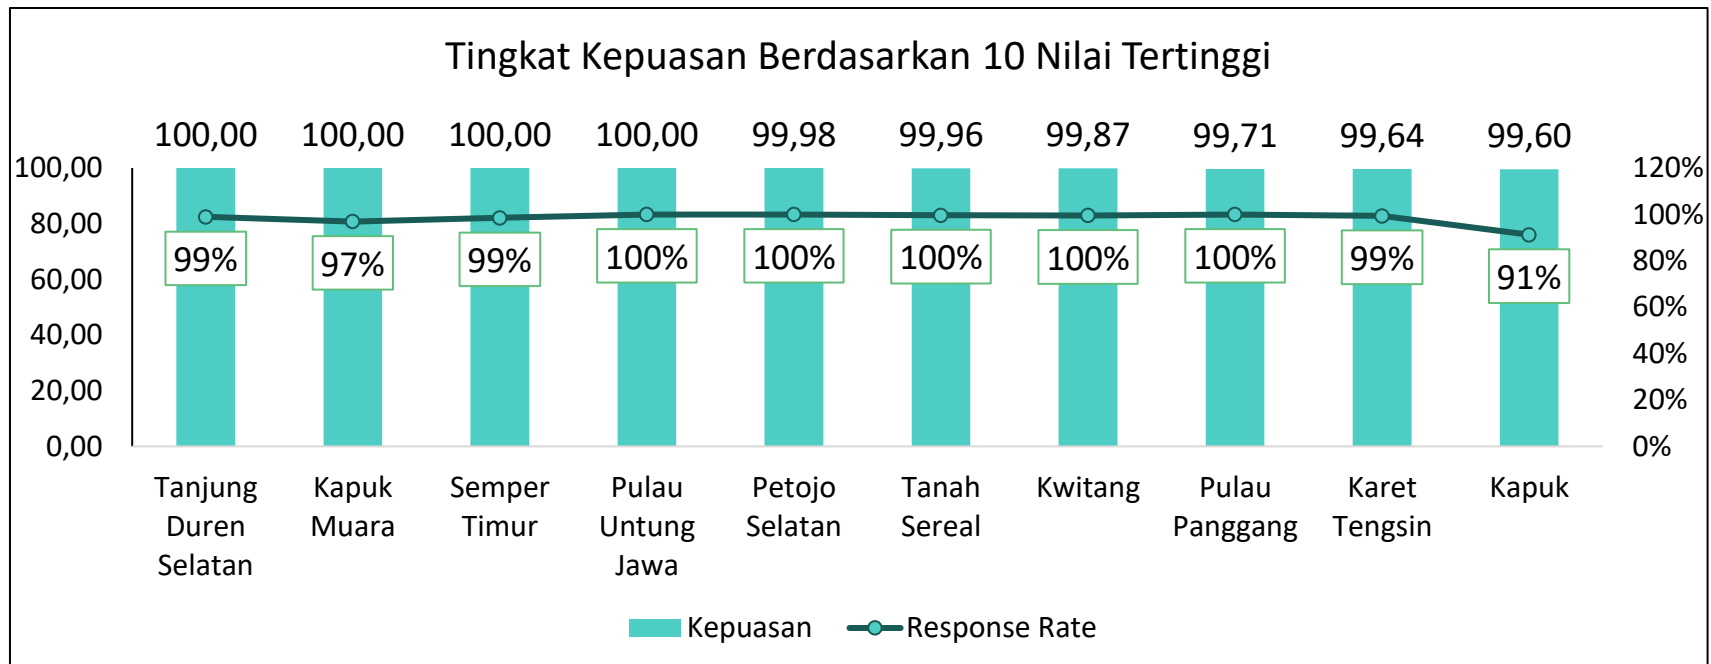 Tingkat Kepuasan Berdasarkan 10 Nilai Tertinggi
100,00 100,00 100,00 100,00 99,98 99,96 99,87 99,71 99,64 99,60
100,00
80,00
60,00
40,00
20,00
0,00
120%
100%
80%
60%
40%
20%
0%
99% 97% 99% 100% 100% 100% 100% 100% 99% 91%
Tanjung
Duren
Selatan
Kapuk
Muara
Semper
Timur
Pulau
Untung
Jawa
Petojo
Selatan
Tanah
Sereal
Kwitang
Pulau
Panggang
Karet
Tengsin
Kapuk
Kepuasan Response Rate